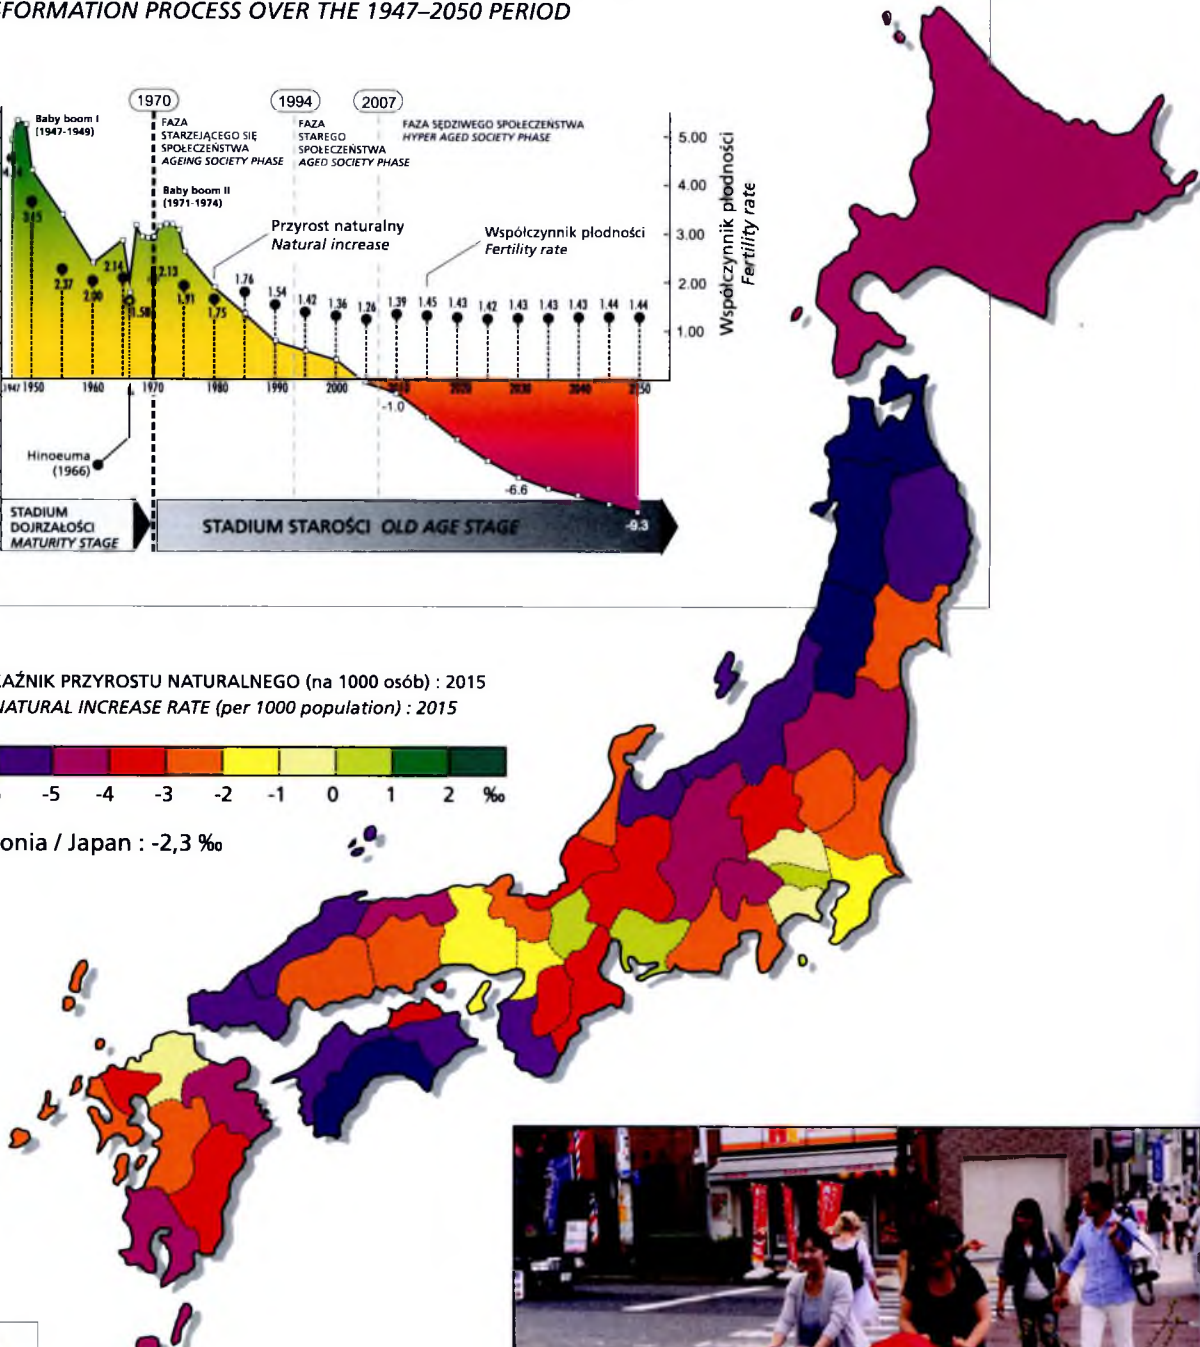 FORMATION PROCESS OVER THE 1947–2050 PERIOD
1970
1994
2007
Baby boom I
(1947-1949)
FAZA
STARZEJĄCEGO SIĘ
SPOŁECZEŃSTWA
AGEING SOCIETY PHASE
FAZA
STAREGO
SPOŁECZEŃSTWA
AGED SOCIETY PHASE
FAZA SĘDZIWEGO SPOŁECZEŃSTWA
HYPER AGED SOCIETY PHASE
Baby boom II
(1971-1974)
Przyrost naturalny
Natural increase
Współczynnik płodności
Fertility rate
5.00
4.00
3.00
2.00
1.00
Współczynnik płodności
Fertility rate
2.37
2.00
2.14
1.58
2.13
1.91
1.75
1.76
1.54
1.42
1.36
1.26
1.39
1.45
1.43
1.42
1.43
1.43
1.43
1.44
1.44
1947 1950 1960 1970 1980 1990 2000 2010 2020 2030 2040 2050
-1.0
-6.6
-9.3
Hinoeuma
(1966)
STADIUM
DOJRZAŁOŚCI
MATURITY STAGE
STADIUM STAROŚCI OLD AGE STAGE
KAŹNIK PRZYROSTU NATURALNEGO (na 1000 osób) : 2015
NATURAL INCREASE RATE (per 1000 population) : 2015
-5 -4 -3 -2 -1 0 1 2 ‰
onia / Japan : -2,3 ‰